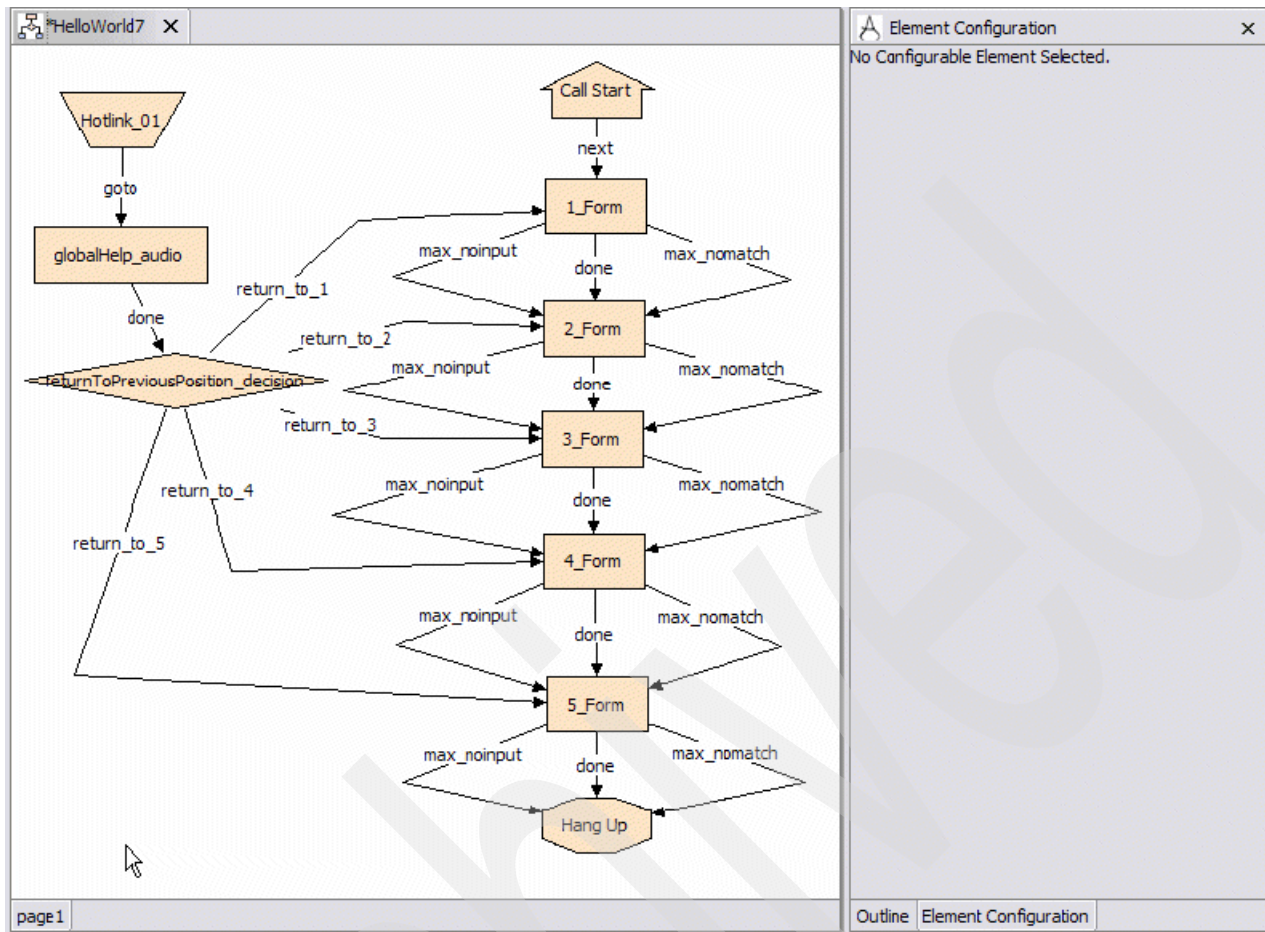 *HelloWorld7
Element Configuration
No Configurable Element Selected.
Call Start
Hotlink_01
next
goto
1_Form
globalHelp_audio
max_noinput
max_nomatch
done
return_to_1
done
2_Form
return_to_2
max_noinput
max_nomatch
returnToPreviousPosition_decision
done
return_to_3
3_Form
max_noinput
max_nomatch
return_to_4
done
return_to_5
4_Form
max_noinput
max_nomatch
done
5_Form
max_noinput
max_nomatch
done
Hang Up
page1
Outline
Element Configuration